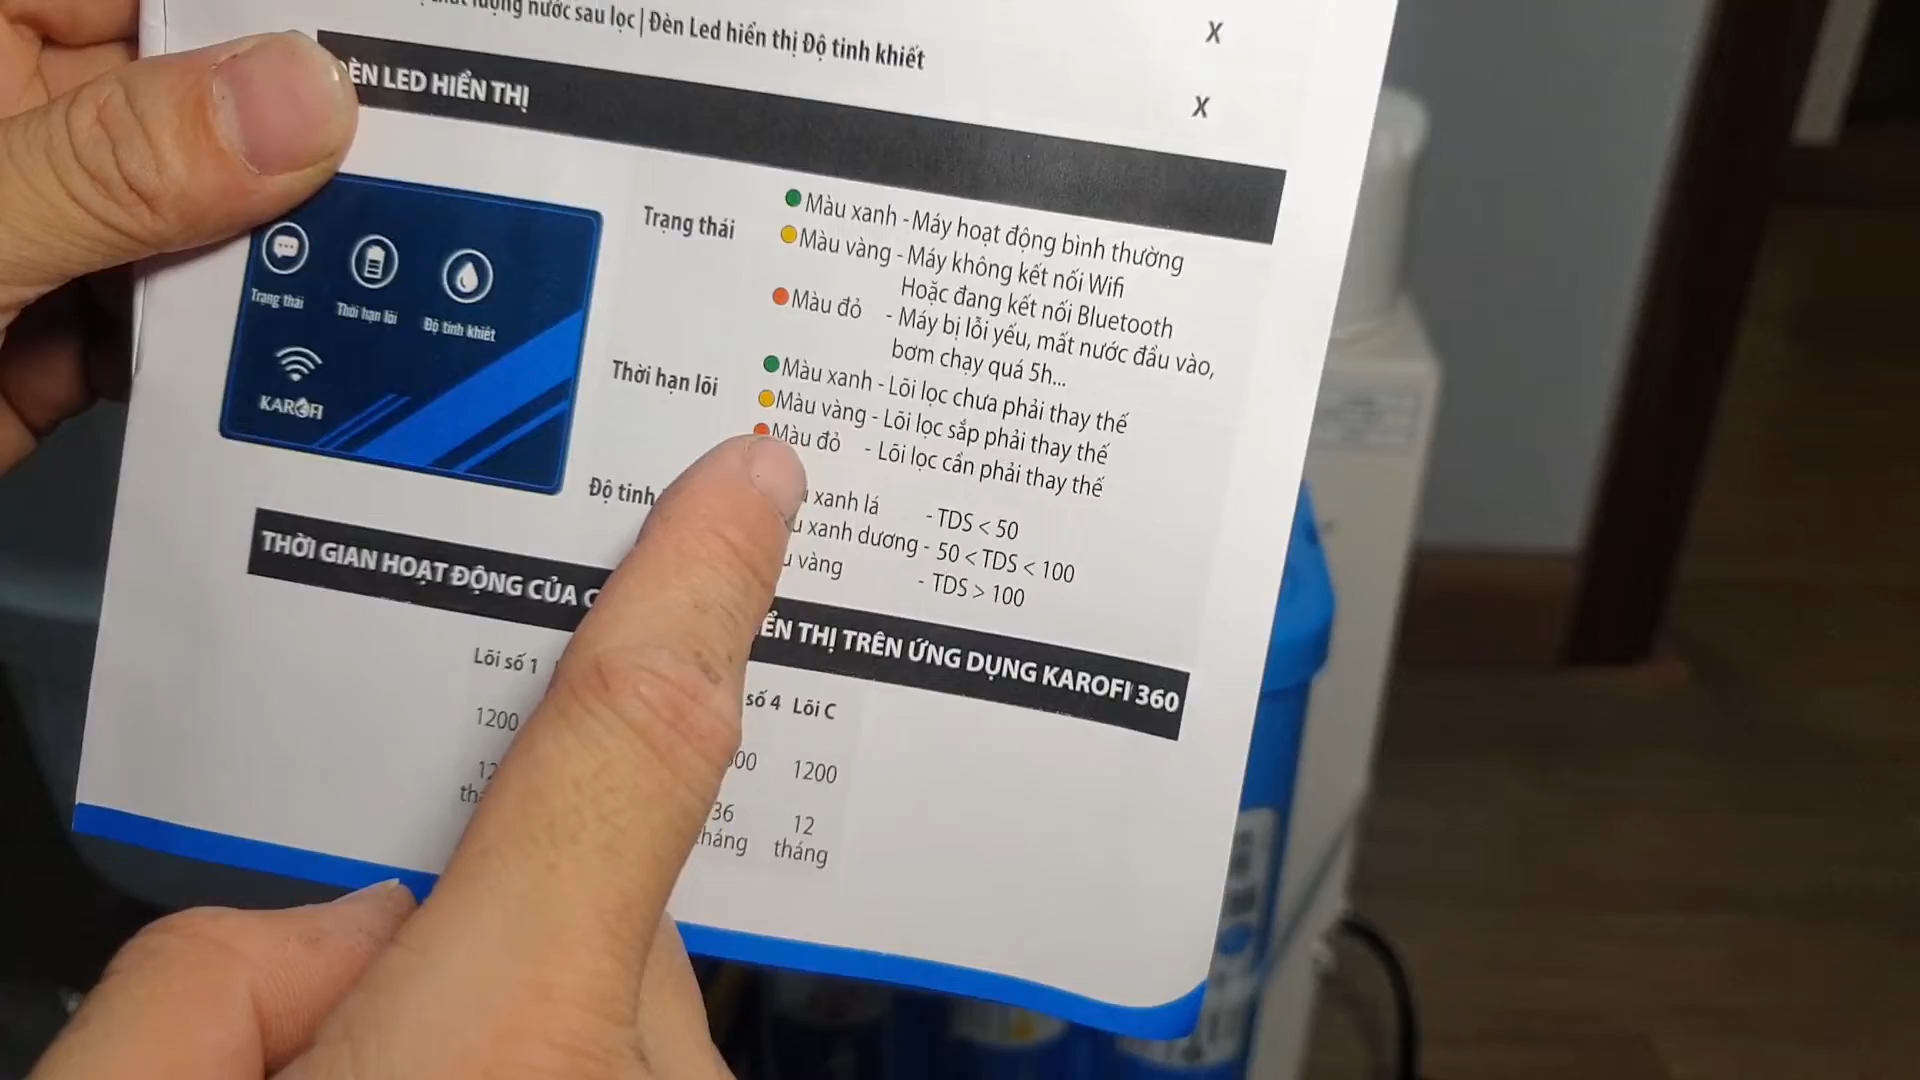 lượng nước sau lọc | Đèn Led hiển thị Độ tinh khiết X
X
ĐÈN LED HIỂN THỊ
Trạng thái
Màu xanh - Máy hoạt động bình thường
Màu vàng - Máy không kết nối Wifi
Hoặc đang kết nối Bluetooth
Màu đỏ - Máy bị lỗi yếu, mất nước đầu vào,
bơm chạy quá 5h...
Thời hạn lõi
Màu xanh - Lõi lọc chưa phải thay thế
Màu vàng - Lõi lọc sắp phải thay thế
Màu đỏ - Lõi lọc cần phải thay thế
Độ tinh
xanh lá - TDS < 50
xanh dương - 50 < TDS < 100
vàng - TDS > 100
Trạng thái Thời hạn lõi Độ tinh khiết
KAROFI
THỜI GIAN HOẠT ĐỘNG CỦA THỊ TRÊN ỨNG DỤNG KAROFI 360
Lõi số 1 số 4 Lõi C
1200 1200
36 12
tháng tháng